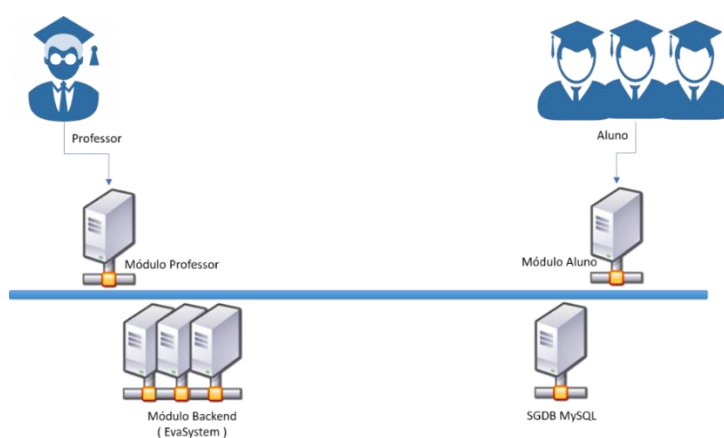 Professor
Aluno
Módulo Professor
Módulo Aluno
Módulo Backend
( EvaSystem )
SGDB MySQL